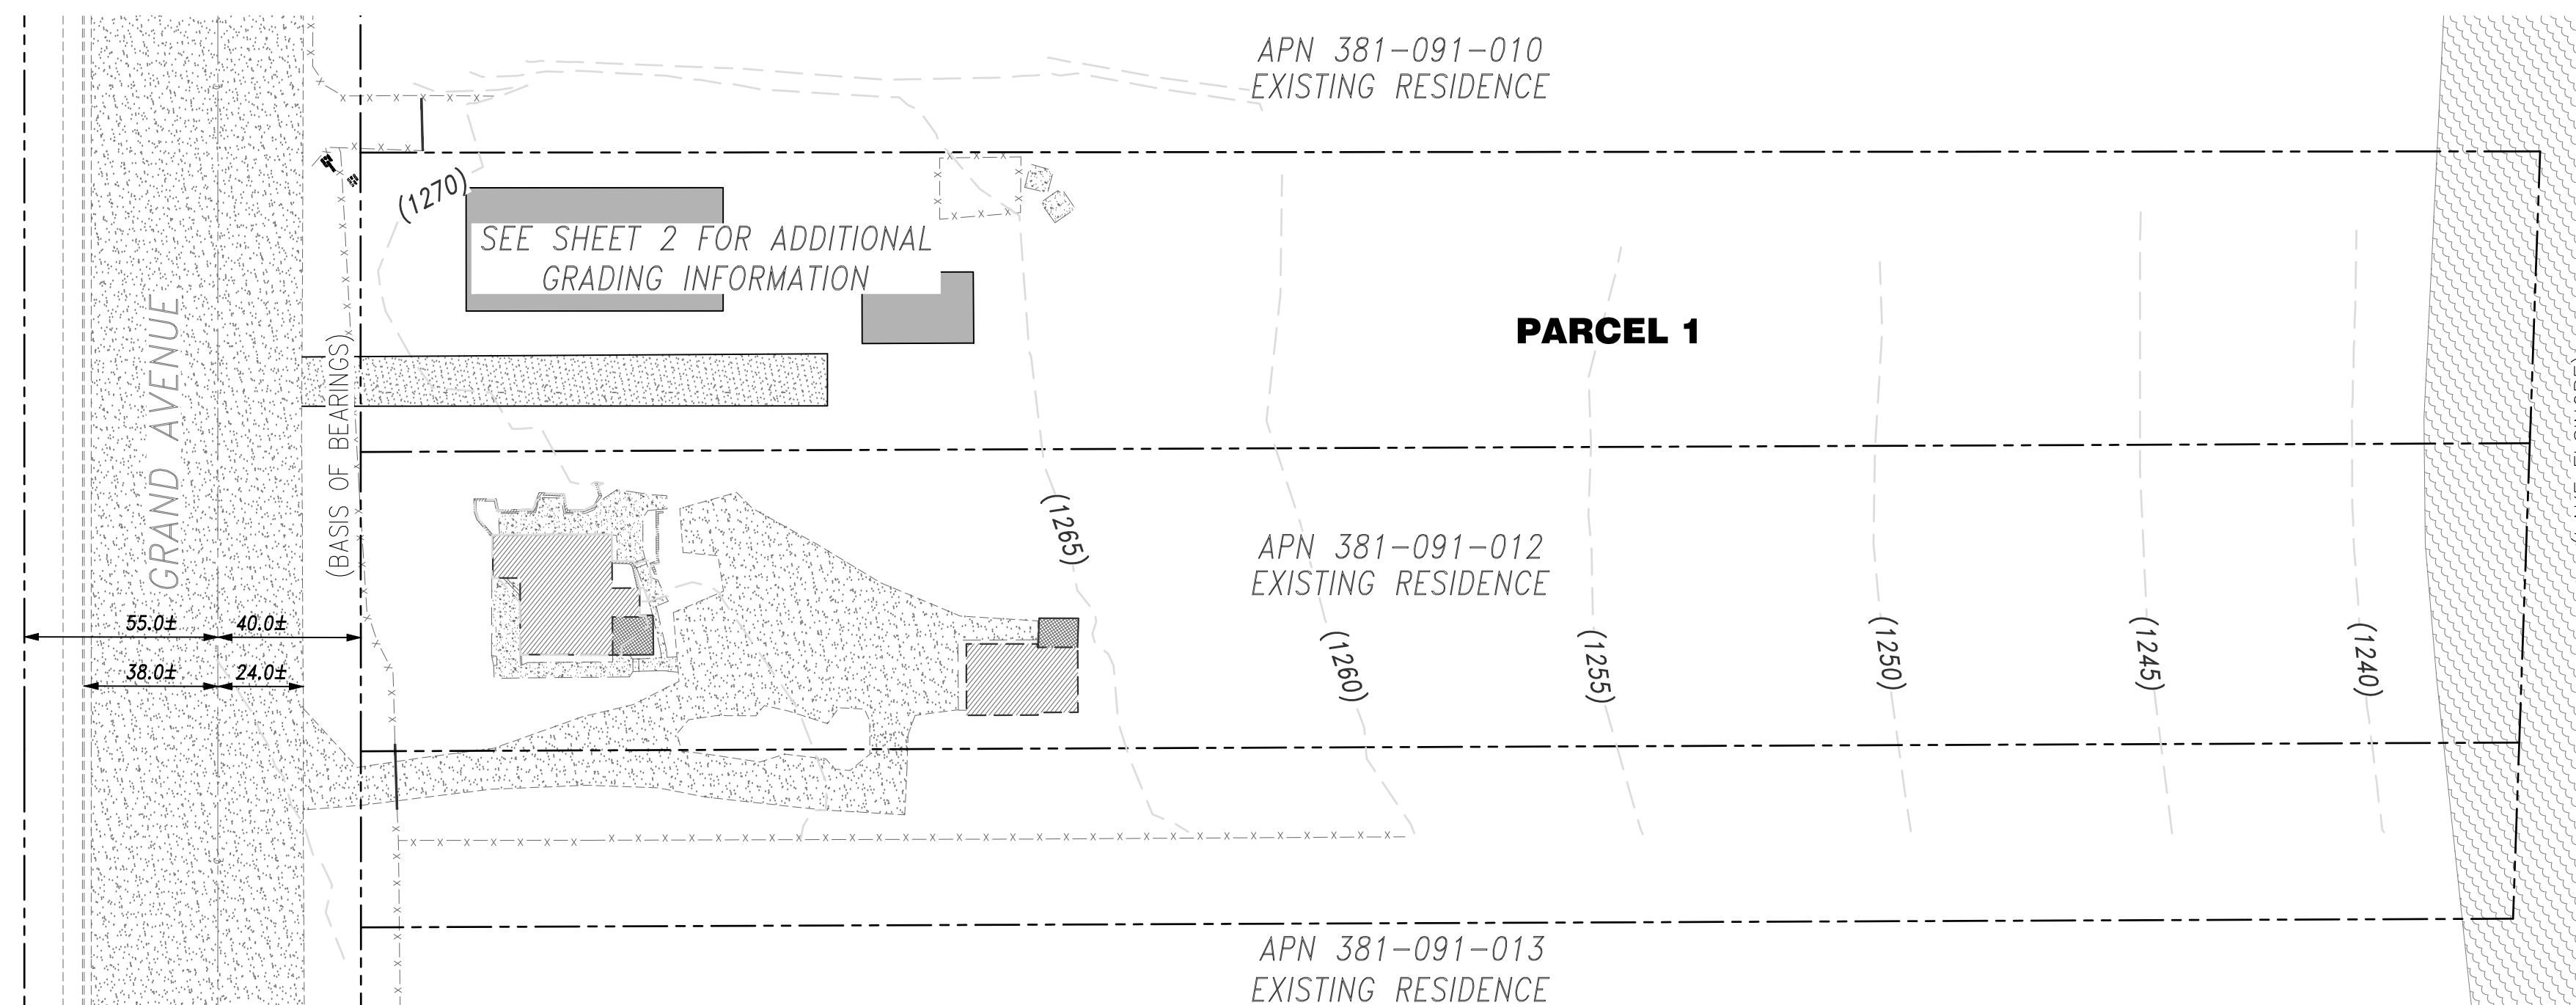 APN 381-091-010
EXISTING RESIDENCE
(1270)
SEE SHEET 2 FOR ADDITIONAL
GRADING INFORMATION
PARCEL 1
GRAND AVENUE
(BASIS OF BEARINGS)
(1265)
APN 381-091-012
EXISTING RESIDENCE
55.0±
40.0±
38.0±
24.0±
(1260)
(1255)
(1250)
(1245)
(1240)
APN 381-091-013
EXISTING RESIDENCE